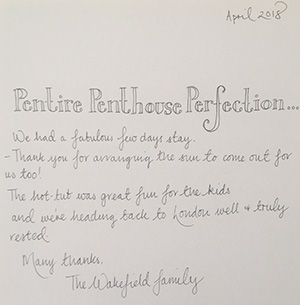 April 2018
Pentire Penthouse Perfection...
We had a fabulous few days stay.
- Thank you for arranging the sun to come out for
us too!
The hot-tub was great fun for the kids
and we're heading back to London well & truly
rested.
Many thanks,
The Wakefield family